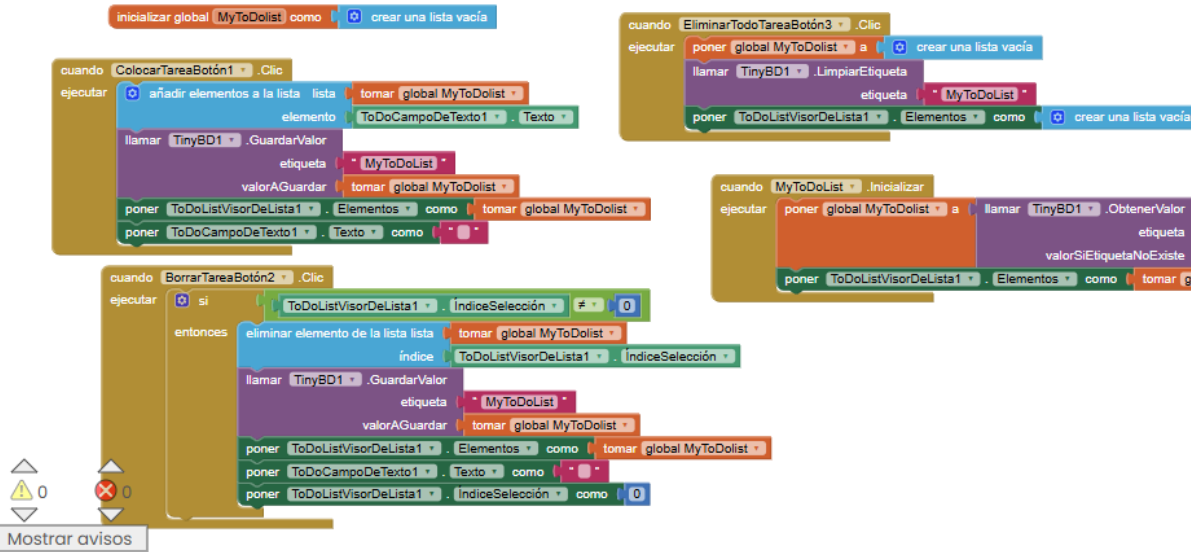 inicializar global MyToDolist como crear una lista vacía
cuando ColocarTareaBotón1 .Clic
ejecutar añadir elementos a la lista lista tomar global MyToDolist
elemento ToDoCampoDeTexto1 . Texto
llamar TinyBD1 .GuardarValor
etiqueta " MyToDoList "
valorAGuardar tomar global MyToDolist
poner ToDoListVisorDeLista1 . Elementos como tomar global MyToDolist
poner ToDoCampoDeTexto1 . Texto como " "
cuando BorrarTareaBotón2 .Clic
ejecutar si ToDoListVisorDeLista1 . ÍndiceSelección ≠ 0
entonces eliminar elemento de la lista lista tomar global MyToDolist
índice ToDoListVisorDeLista1 . ÍndiceSelección
llamar TinyBD1 .GuardarValor
etiqueta " MyToDoList "
valorAGuardar tomar global MyToDolist
poner ToDoListVisorDeLista1 . Elementos como tomar global MyToDolist
poner ToDoCampoDeTexto1 . Texto como " "
poner ToDoListVisorDeLista1 . ÍndiceSelección como 0
cuando EliminarTodoTareaBotón3 .Clic
ejecutar poner global MyToDolist a crear una lista vacía
llamar TinyBD1 .LimpiarEtiqueta
etiqueta " MyToDoList "
poner ToDoListVisorDeLista1 . Elementos como crear una lista vacía
cuando MyToDoList .Inicializar
ejecutar poner global MyToDolist a llamar TinyBD1 .ObtenerValor
etiqueta
valorSiEtiquetaNoExiste
poner ToDoListVisorDeLista1 . Elementos como tomar g
0 0
Mostrar avisos